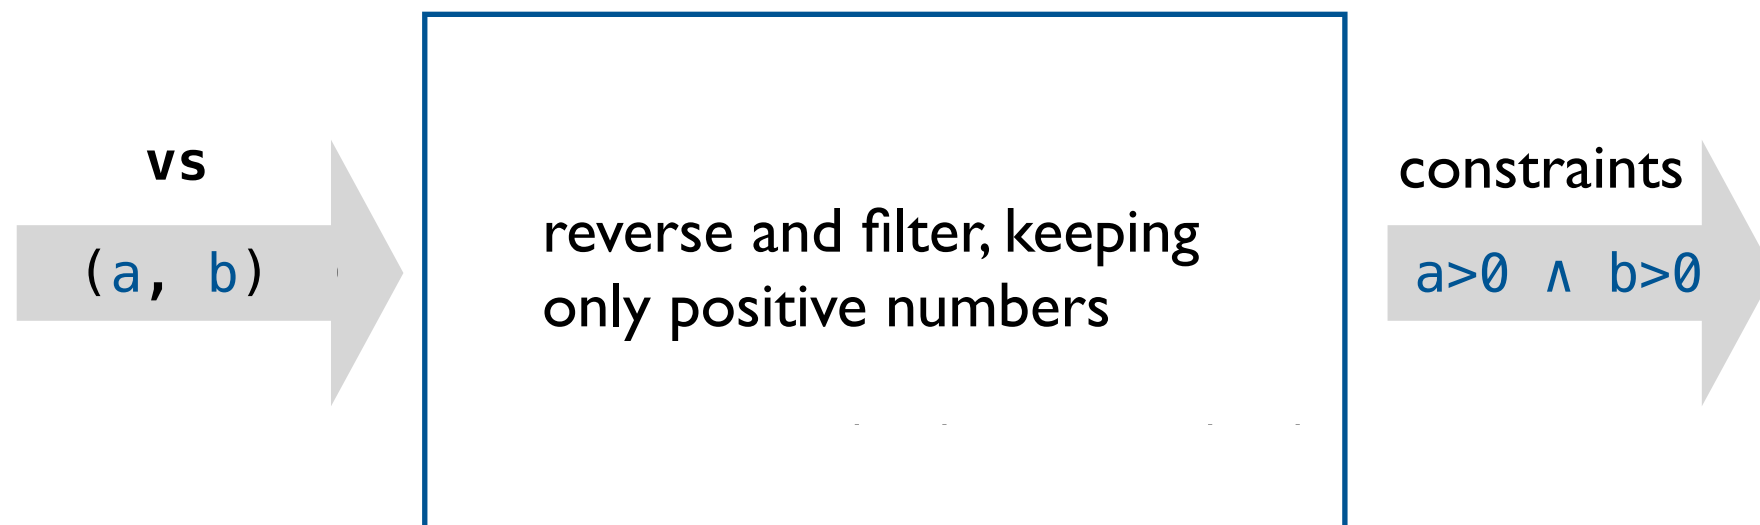 vs
(a, b)
reverse and filter, keeping
only positive numbers
constraints
a>0 ∧ b>0